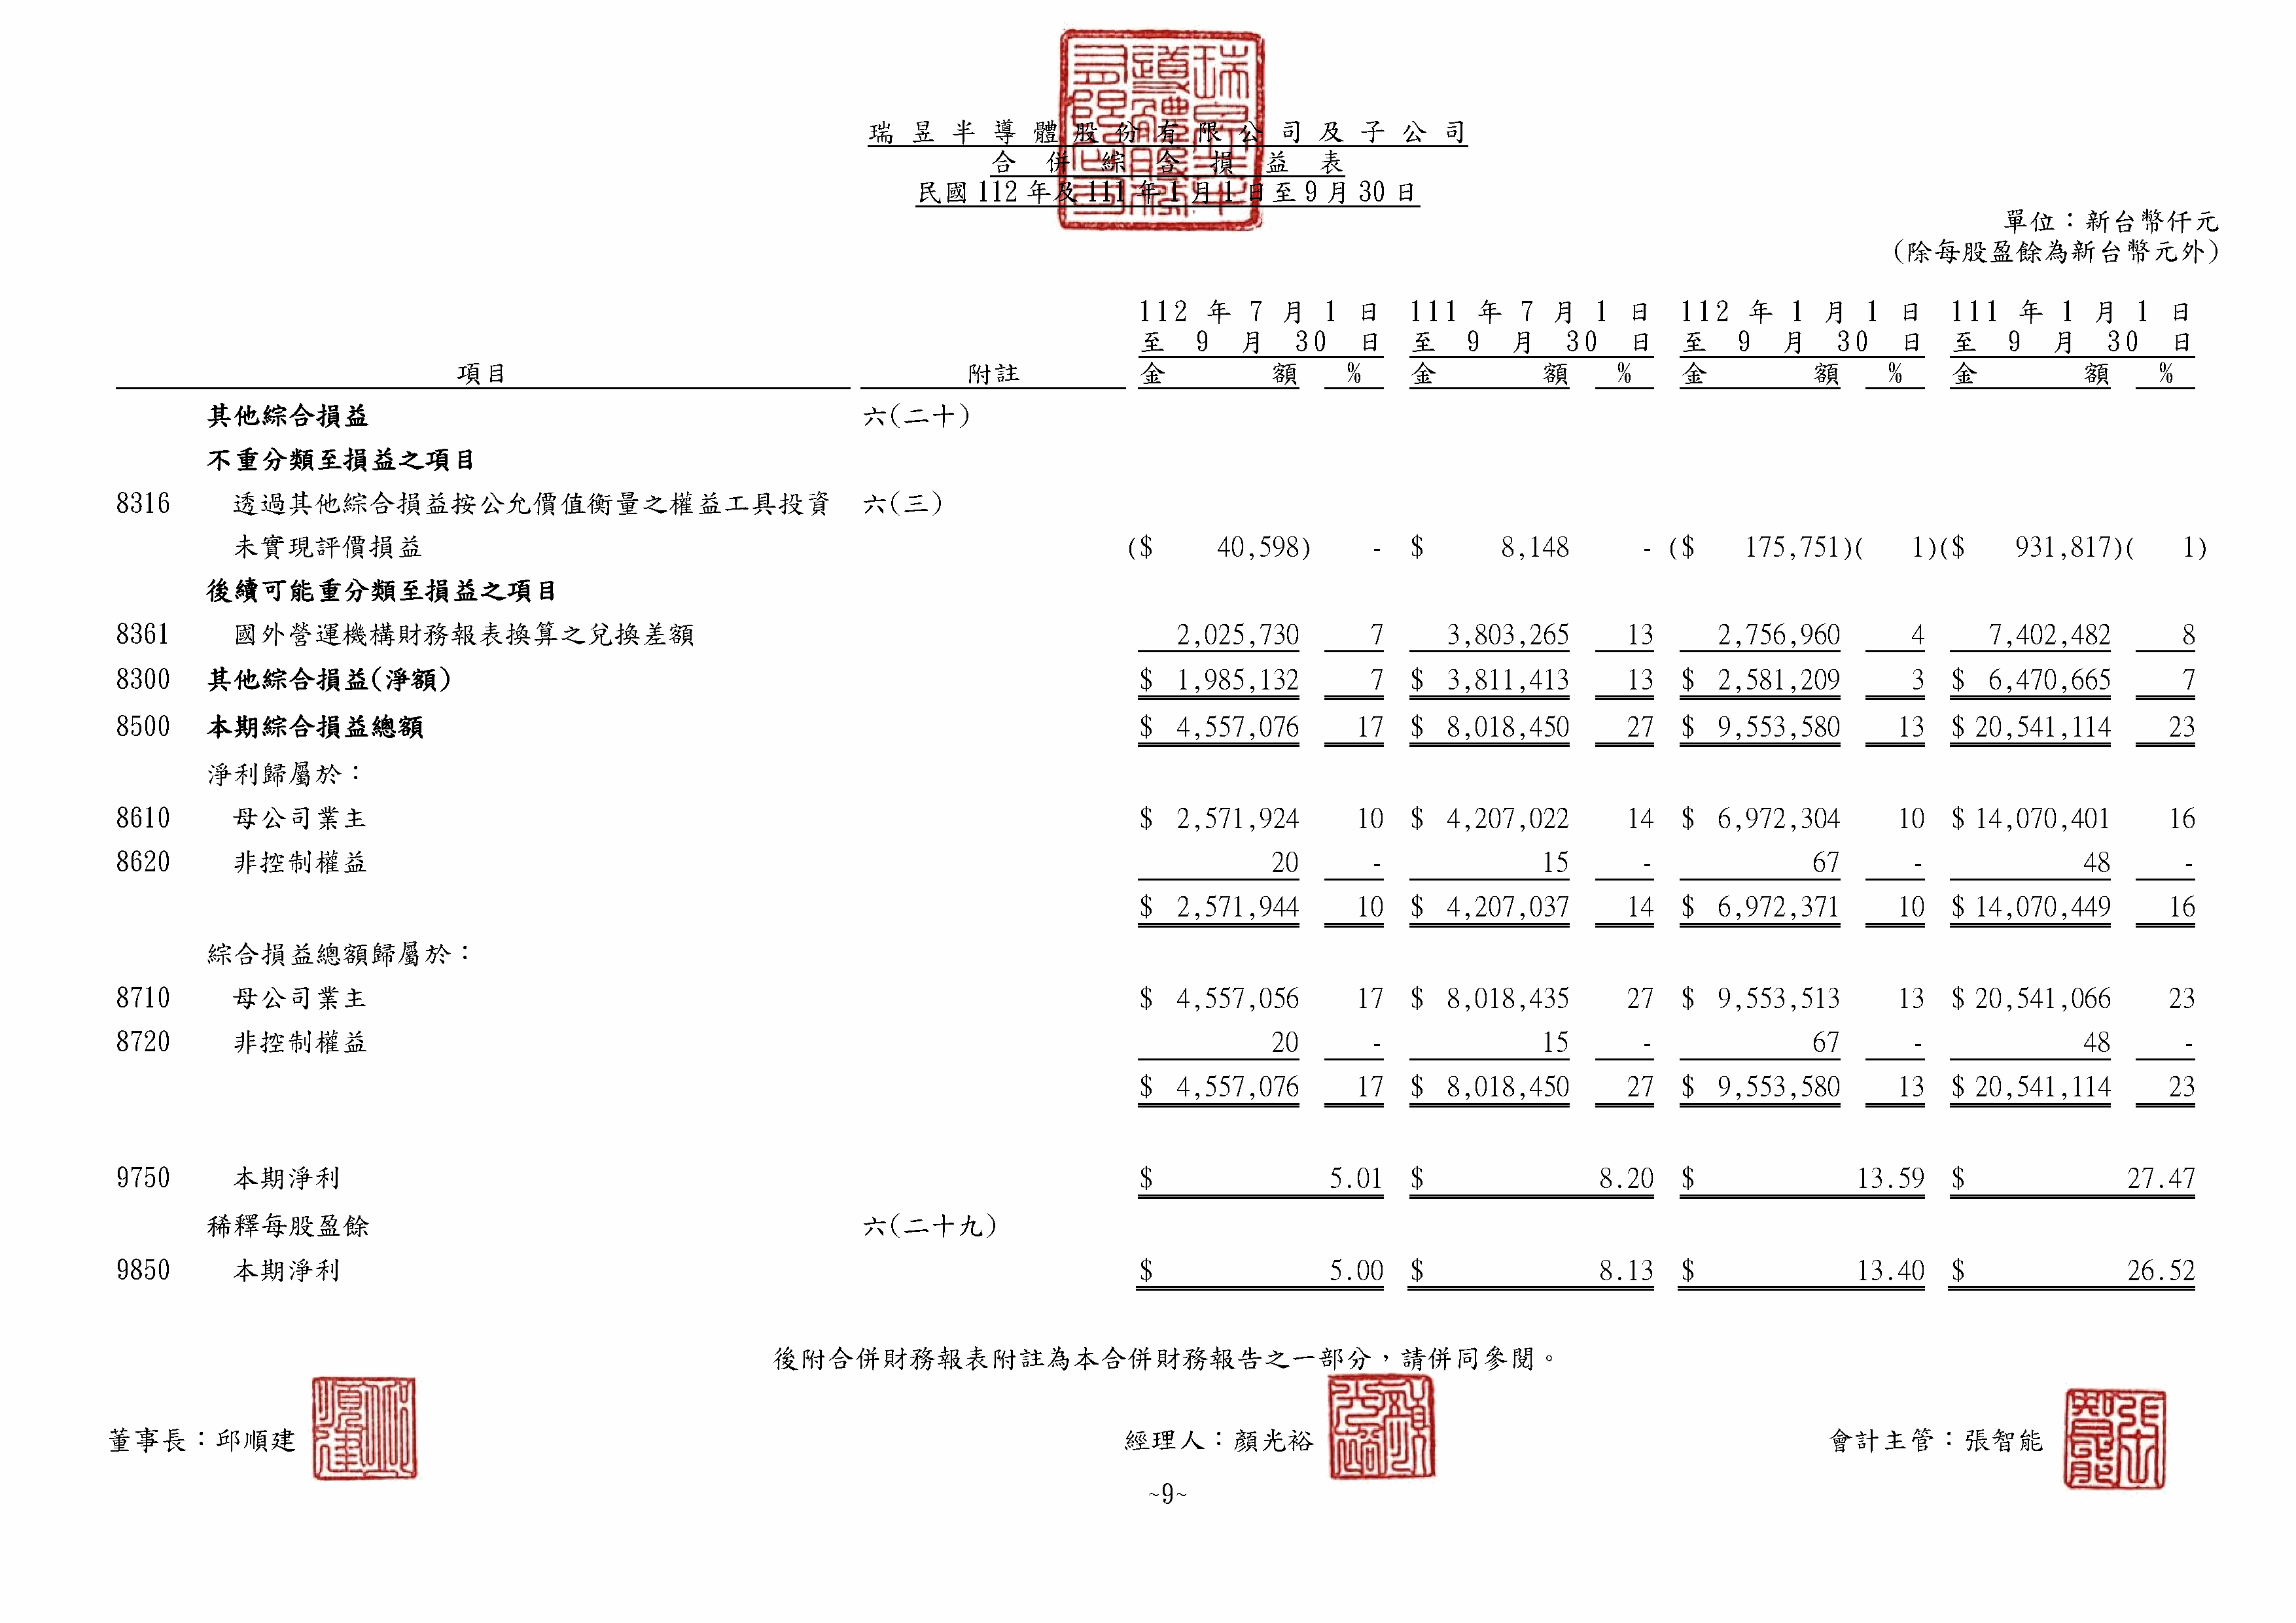 瑞昱半導體股份有限公司及子公司
合併綜合損益表
民國 112 年及 111 年 1 月 1 日至 9 月 30 日
單位：新台幣仟元
(除每股盈餘為新台幣元外)
112 年 7 月 1 日 111 年 7 月 1 日 112 年 1 月 1 日 111 年 1 月 1 日
至 9 月 30 日 至 9 月 30 日 至 9 月 30 日 至 9 月 30 日
項目 附註 金額 % 金額 % 金額 % 金額 %
其他綜合損益 六(二十)
不重分類至損益之項目
8316 透過其他綜合損益按公允價值衡量之權益工具投資 六(三)
未實現評價損益 ($ 40,598) - $ 8,148 - ($ 175,751)( 1)($ 931,817)( 1)
後續可能重分類至損益之項目
8361 國外營運機構財務報表換算之兌換差額 2,025,730 7 3,803,265 13 2,756,960 4 7,402,482 8
8300 其他綜合損益(淨額) $ 1,985,132 7 $ 3,811,413 13 $ 2,581,209 3 $ 6,470,665 7
8500 本期綜合損益總額 $ 4,557,076 17 $ 8,018,450 27 $ 9,553,580 13 $ 20,541,114 23
淨利歸屬於：
8610 母公司業主 $ 2,571,924 10 $ 4,207,022 14 $ 6,972,304 10 $ 14,070,401 16
8620 非控制權益 20 - 15 - 67 - 48 -
$ 2,571,944 10 $ 4,207,037 14 $ 6,972,371 10 $ 14,070,449 16
綜合損益總額歸屬於：
8710 母公司業主 $ 4,557,056 17 $ 8,018,435 27 $ 9,553,513 13 $ 20,541,066 23
8720 非控制權益 20 - 15 - 67 - 48 -
$ 4,557,076 17 $ 8,018,450 27 $ 9,553,580 13 $ 20,541,114 23
9750 本期淨利 $ 5.01 $ 8.20 $ 13.59 $ 27.47
稀釋每股盈餘 六(二十九)
9850 本期淨利 $ 5.00 $ 8.13 $ 13.40 $ 26.52
後附合併財務報表附註為本合併財務報告之一部分，請併同參閱。
董事長：邱順建 經理人：顏光裕 會計主管：張智能
~9~